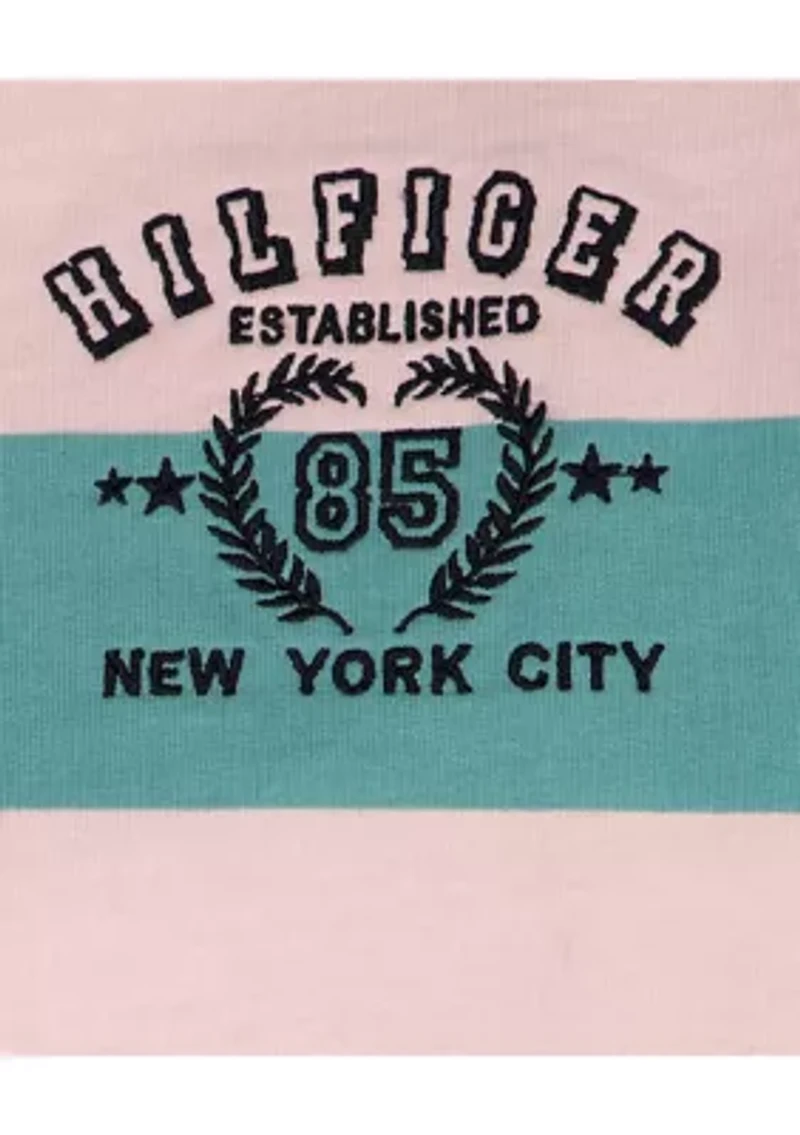 HILFIGER
ESTABLISHED
85
NEW YORK CITY